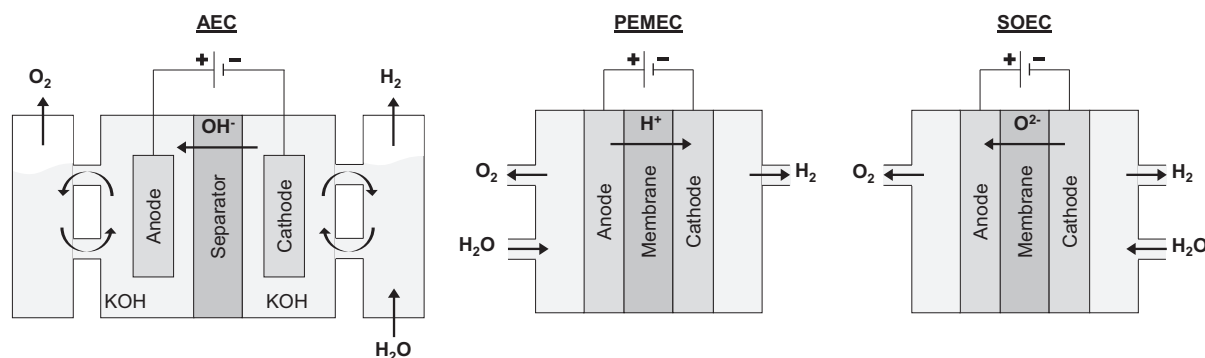 AEC
+ −
O₂
H₂
OH⁻
Anode
Separator
Cathode
KOH
KOH
H₂O
PEMEC
+ −
H⁺
O₂
H₂
H₂O
Anode
Membrane
Cathode
SOEC
+ −
O²⁻
O₂
H₂
H₂O
Anode
Membrane
Cathode